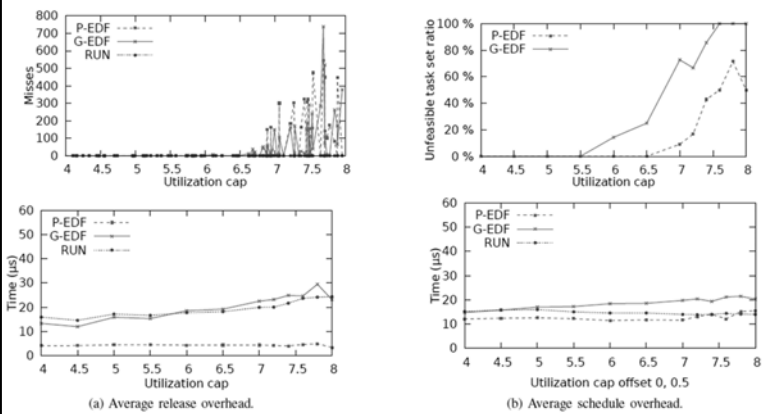 800
700
600
500
400
300
200
100
0
Misses
P-EDF
G-EDF
RUN
4 4.5 5 5.5 6 6.5 7 7.5 8
Utilization cap
100 %
80 %
60 %
40 %
20 %
0 %
Unfeasible task set ratio
P-EDF
G-EDF
4 4.5 5 5.5 6 6.5 7 7.5 8
Utilization cap
60
50
40
30
20
10
0
Time (µs)
P-EDF
G-EDF
RUN
4 4.5 5 5.5 6 6.5 7 7.5 8
Utilization cap
(a) Average release overhead.
60
50
40
30
20
10
0
Time (µs)
P-EDF
G-EDF
RUN
4 4.5 5 5.5 6 6.5 7 7.5 8
Utilization cap offset 0, 0.5
(b) Average schedule overhead.